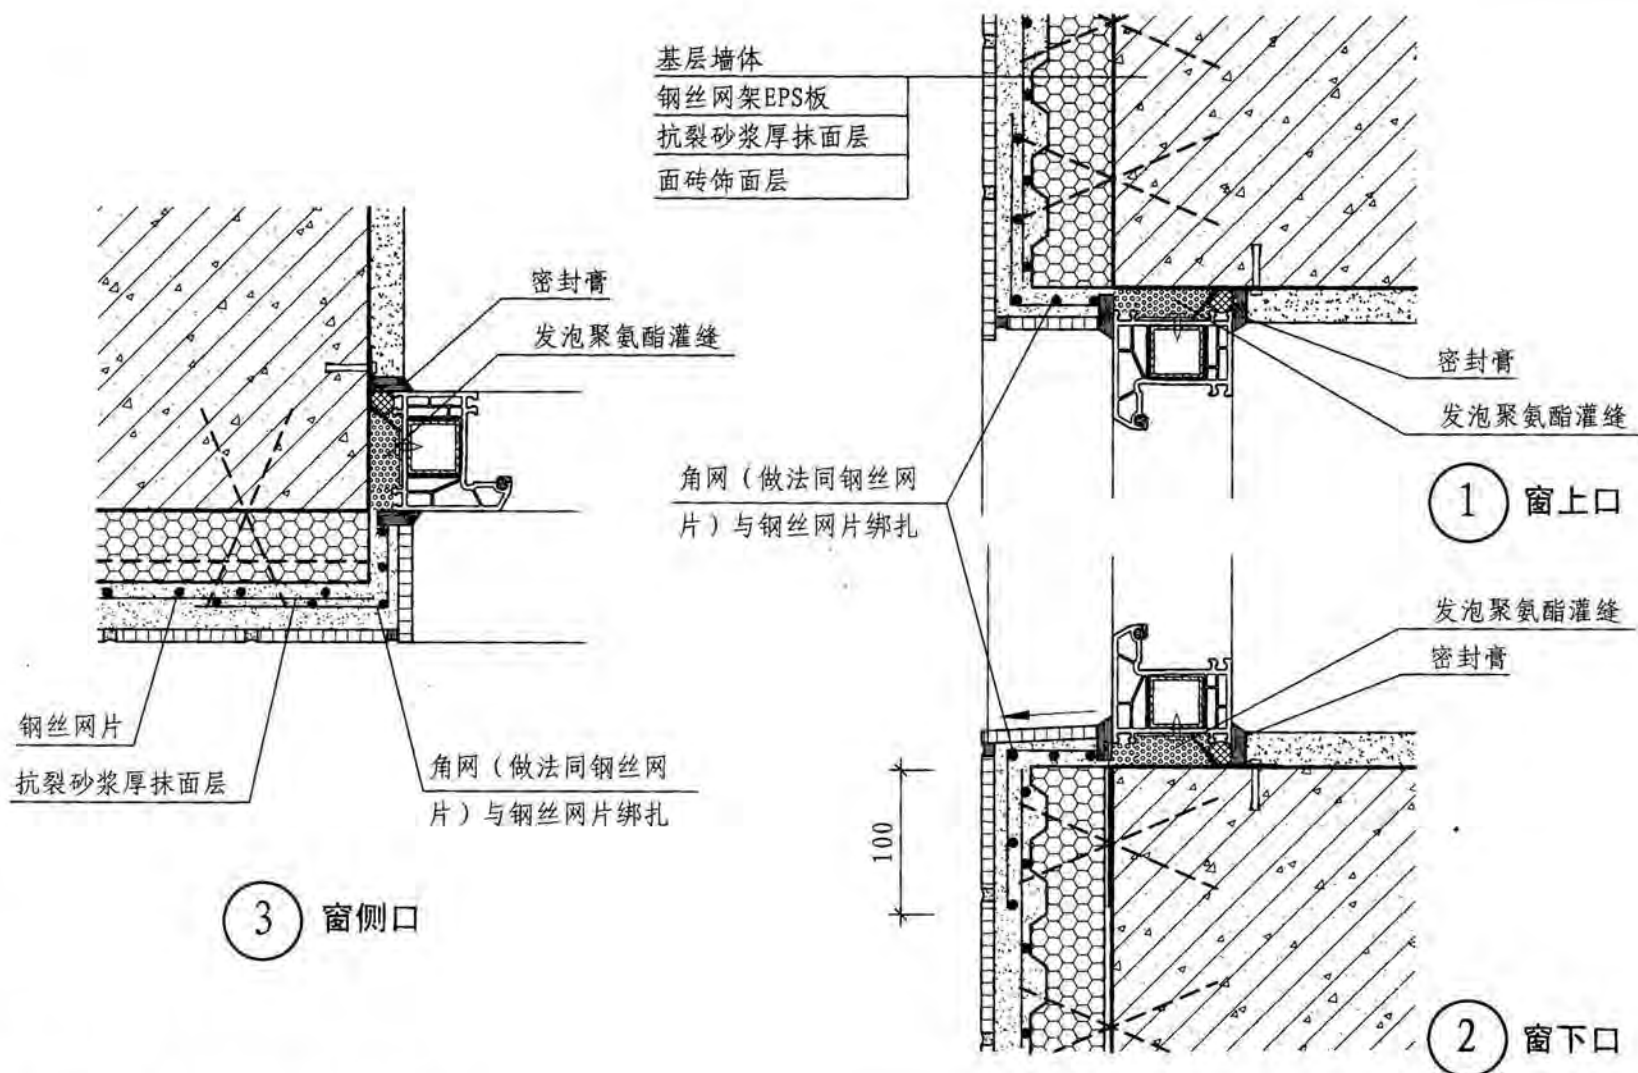 基层墙体
钢丝网架EPS板
抗裂砂浆厚抹面层
面砖饰面层
密封膏
发泡聚氨酯灌缝
密封膏
发泡聚氨酯灌缝
角网（做法同钢丝网
片）与钢丝网片绑扎
1 窗上口
发泡聚氨酯灌缝
密封膏
钢丝网片
抗裂砂浆厚抹面层
角网（做法同钢丝网
片）与钢丝网片绑扎
100
3 窗侧口
2 窗下口